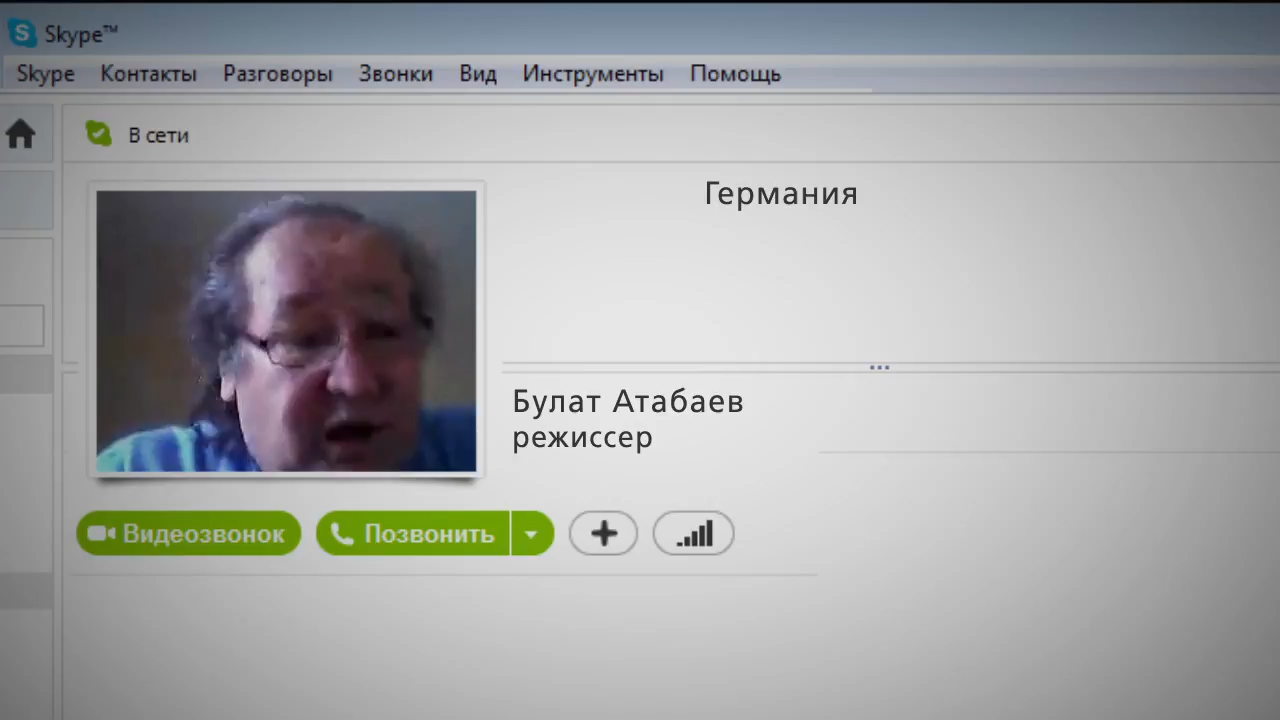 Skype™
Skype Контакты Разговоры Звонки Вид Инструменты Помощь
В сети
Германия
Булат Атабаев
режиссер
Видеозвонок Позвонить